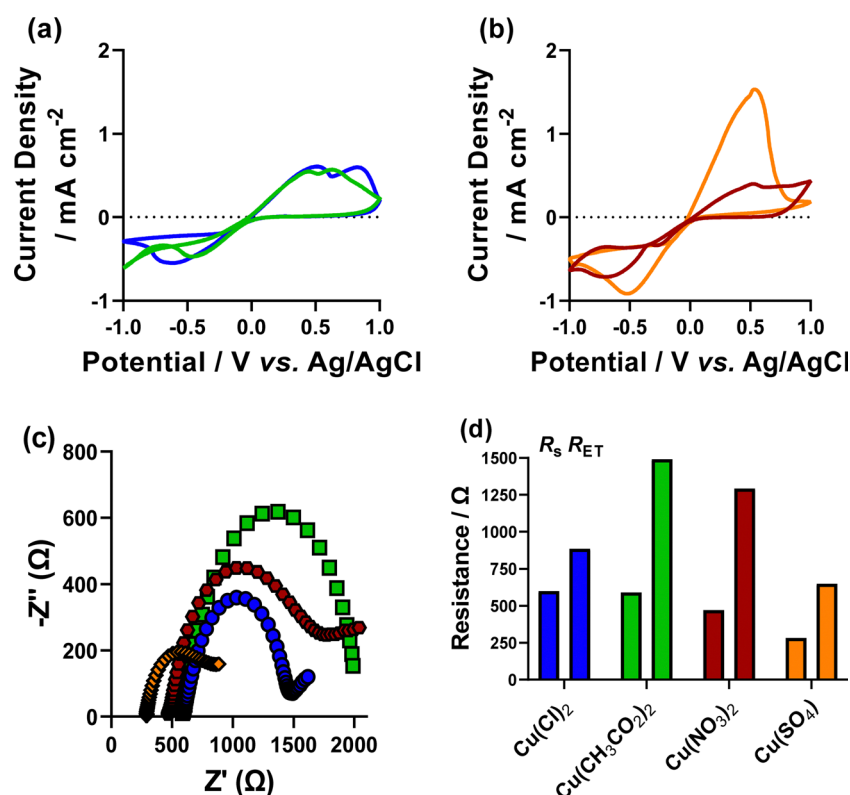 (a)
2
1
0
-1
Current Density
/ mA cm⁻²
-1.0 -0.5 0.0 0.5 1.0
Potential / V vs. Ag/AgCl
(b)
2
1
0
-1
Current Density
/ mA cm⁻²
-1.0 -0.5 0.0 0.5 1.0
Potential / V vs. Ag/AgCl
(c)
800
600
400
200
0
-Z'' (Ω)
0 500 1000 1500 2000
Z' (Ω)
(d)
Rₛ R_ET
1500
1250
1000
750
500
250
0
Resistance / Ω
Cu(Cl)₂
Cu(CH₃CO₂)₂
Cu(NO₃)₂
Cu(SO₄)